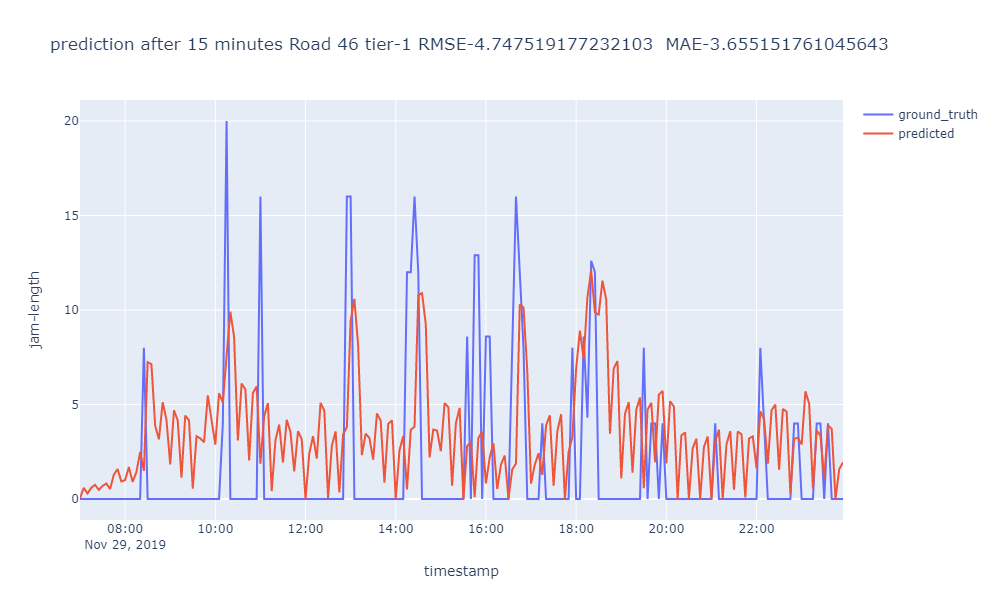 prediction after 15 minutes Road 46 tier-1 RMSE-4.747519177232103  MAE-3.655151761045643
ground_truth
predicted
20
15
10
5
0
jam-length
08:00 10:00 12:00 14:00 16:00 18:00 20:00 22:00
Nov 29, 2019
timestamp